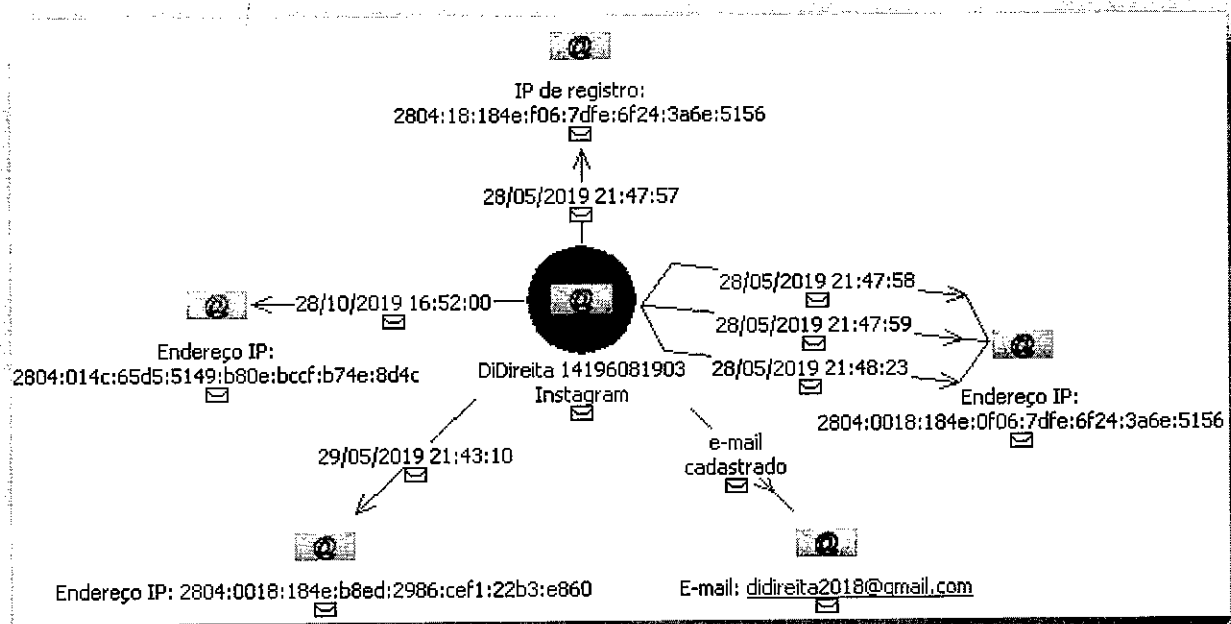 IP de registro:
2804:18:184e:f06:7dfe:6f24:3a6e:5156
28/05/2019 21:47:57
28/10/2019 16:52:00
28/05/2019 21:47:58
28/05/2019 21:47:59
28/05/2019 21:48:23
Endereço IP:
2804:014c:65d5:5149:b80e:bccf:b74e:8d4c
DiDireita 14196081903
Instagram
Endereço IP:
2804:0018:184e:0f06:7dfe:6f24:3a6e:5156
29/05/2019 21:43:10
e-mail
cadastrado
Endereço IP: 2804:0018:184e:b8ed:2986:cef1:22b3:e860
E-mail: didireita2018@gmail.com